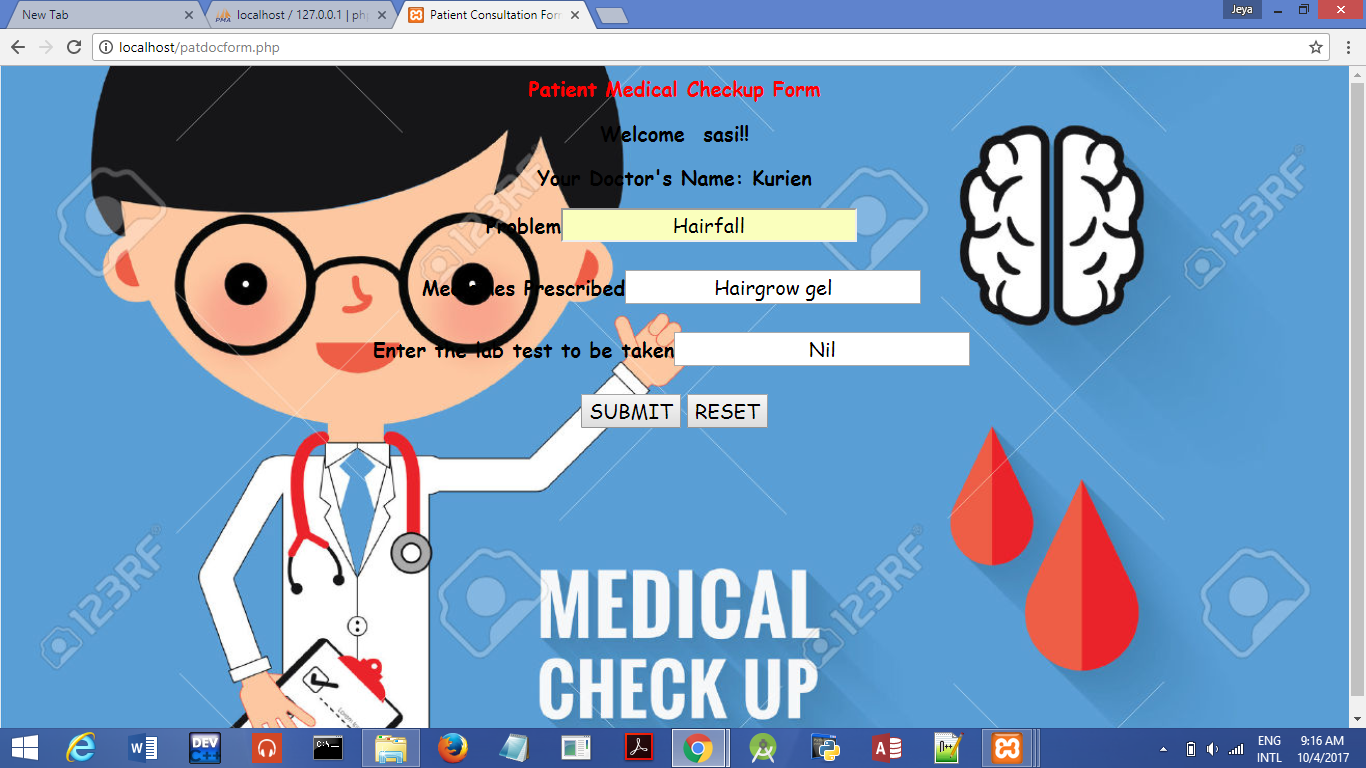 New Tab
localhost / 127.0.0.1 | ph
Patient Consultation For
Jeya
localhost/patdocform.php
Patient Medical Checkup Form
Welcome sasi!!
Your Doctor's Name: Kurien
Problem Hairfall
Medicines Prescribed Hairgrow gel
Enter the lab test to be taken Nil
SUBMIT RESET
123RF
123RF
123RF
123RF
123RF
MEDICAL
CHECK UP
ENG 9:16 AM
INTL 10/4/2017